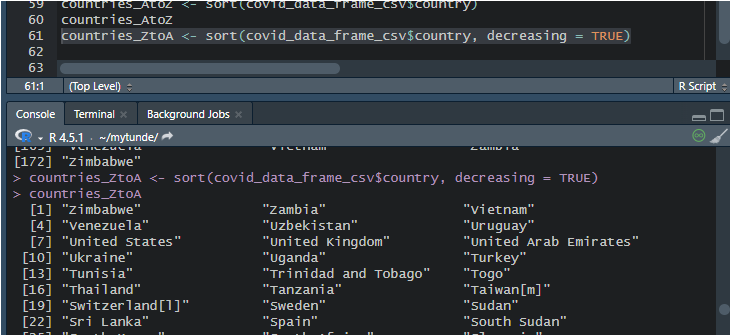 59 countries_AtoZ <- sort(covid_data_frame_csv$country)
60 countries_AtoZ
61 countries_ZtoA <- sort(covid_data_frame_csv$country, decreasing = TRUE)
62
63
61:1 (Top Level) R Script
Console Terminal Background Jobs
R 4.5.1 · ~/mytunde/
[169] "Venezuela" "Vietnam" "Zambia"
[172] "Zimbabwe"
> countries_ZtoA <- sort(covid_data_frame_csv$country, decreasing = TRUE)
> countries_ZtoA
[1] "Zimbabwe" "Zambia" "Vietnam"
[4] "Venezuela" "Uzbekistan" "Uruguay"
[7] "United States" "United Kingdom" "United Arab Emirates"
[10] "Ukraine" "Uganda" "Turkey"
[13] "Tunisia" "Trinidad and Tobago" "Togo"
[16] "Thailand" "Tanzania" "Taiwan[m]"
[19] "Switzerland[l]" "Sweden" "Sudan"
[22] "Sri Lanka" "Spain" "South Sudan"